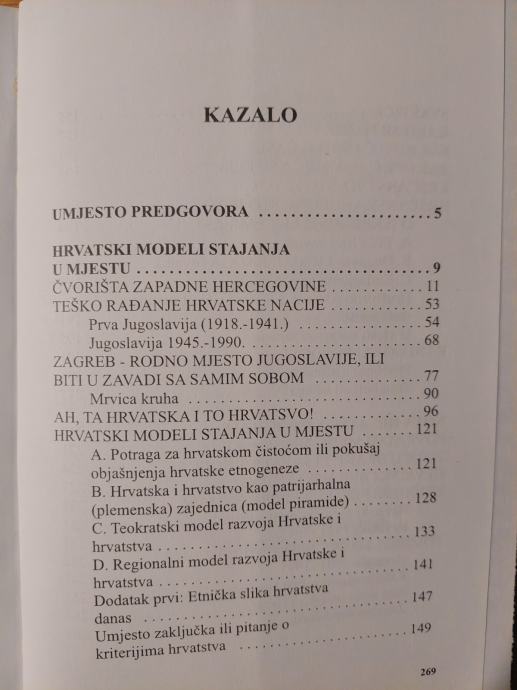 KAZALO
UMJESTO PREDGOVORA .......................... 5
HRVATSKI MODELI STAJANJA
U MJESTU ............................................ 9
ČVORIŠTA ZAPADNE HERCEGOVINE ................ 11
TEŠKO RAĐANJE HRVATSKE NACIJE ................ 53
Prva Jugoslavija (1918.-1941.) .................. 54
Jugoslavija 1945.-1990. .......................... 68
ZAGREB - RODNO MJESTO JUGOSLAVIJE, ILI
BITI U ZAVADI SA SAMIM SOBOM .................. 77
Mrvica kruha ...................................... 90
AH, TA HRVATSKA I TO HRVATSVO! ................ 96
HRVATSKI MODELI STAJANJA U MJESTU ....... 121
A. Potraga za hrvatskom čistoćom ili pokušaj
objašnjenja hrvatske etnogeneze ............ 121
B. Hrvatska i hrvatstvo kao patrijarhalna
(plemenska) zajednica (model piramide) ..... 128
C. Teokratski model razvoja Hrvatske i
hrvatstva .................................... 133
D. Regionalni model razvoja Hrvatske i
hrvatstva .................................... 141
Dodatak prvi: Etnička slika hrvatstva
danas ........................................ 147
Umjesto zaključka ili pitanje o
kriterijima hrvatstva ........................ 149
269